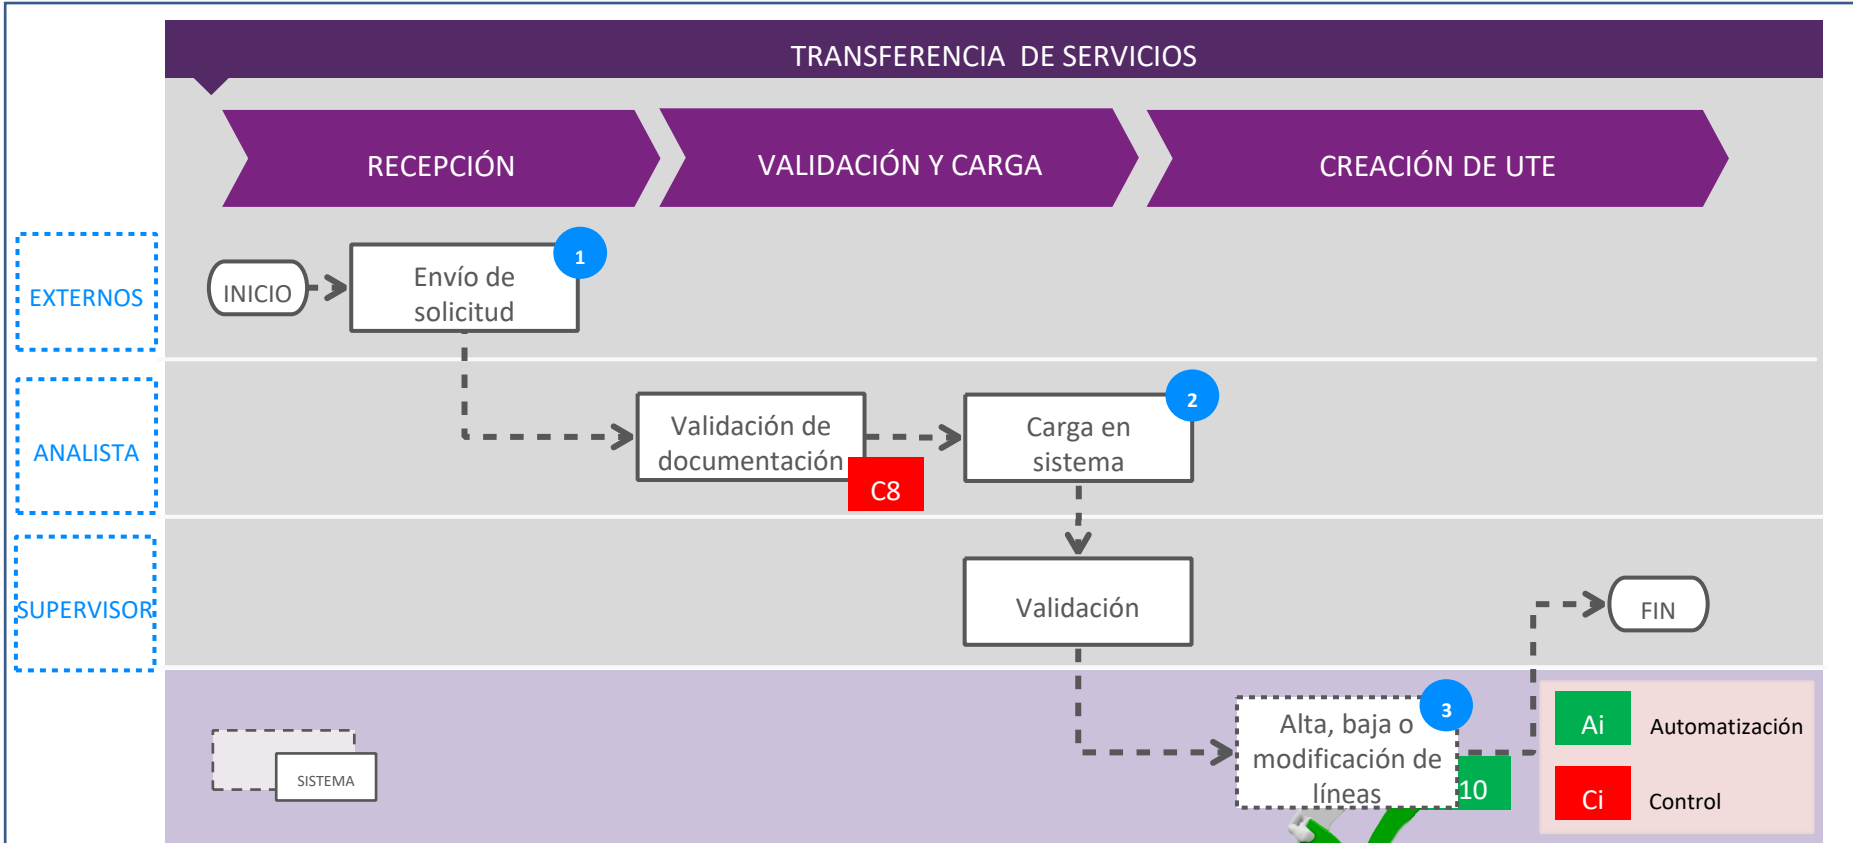 TRANSFERENCIA DE SERVICIOS
RECEPCIÓN
VALIDACIÓN Y CARGA
CREACIÓN DE UTE
EXTERNOS
INICIO
Envío de
solicitud
1
ANALISTA
Validación de
documentación
C8
Carga en
sistema
2
SUPERVISOR
Validación
FIN
SISTEMA
Alta, baja o
modificación de
líneas
3
10
Ai
Automatización
Ci
Control